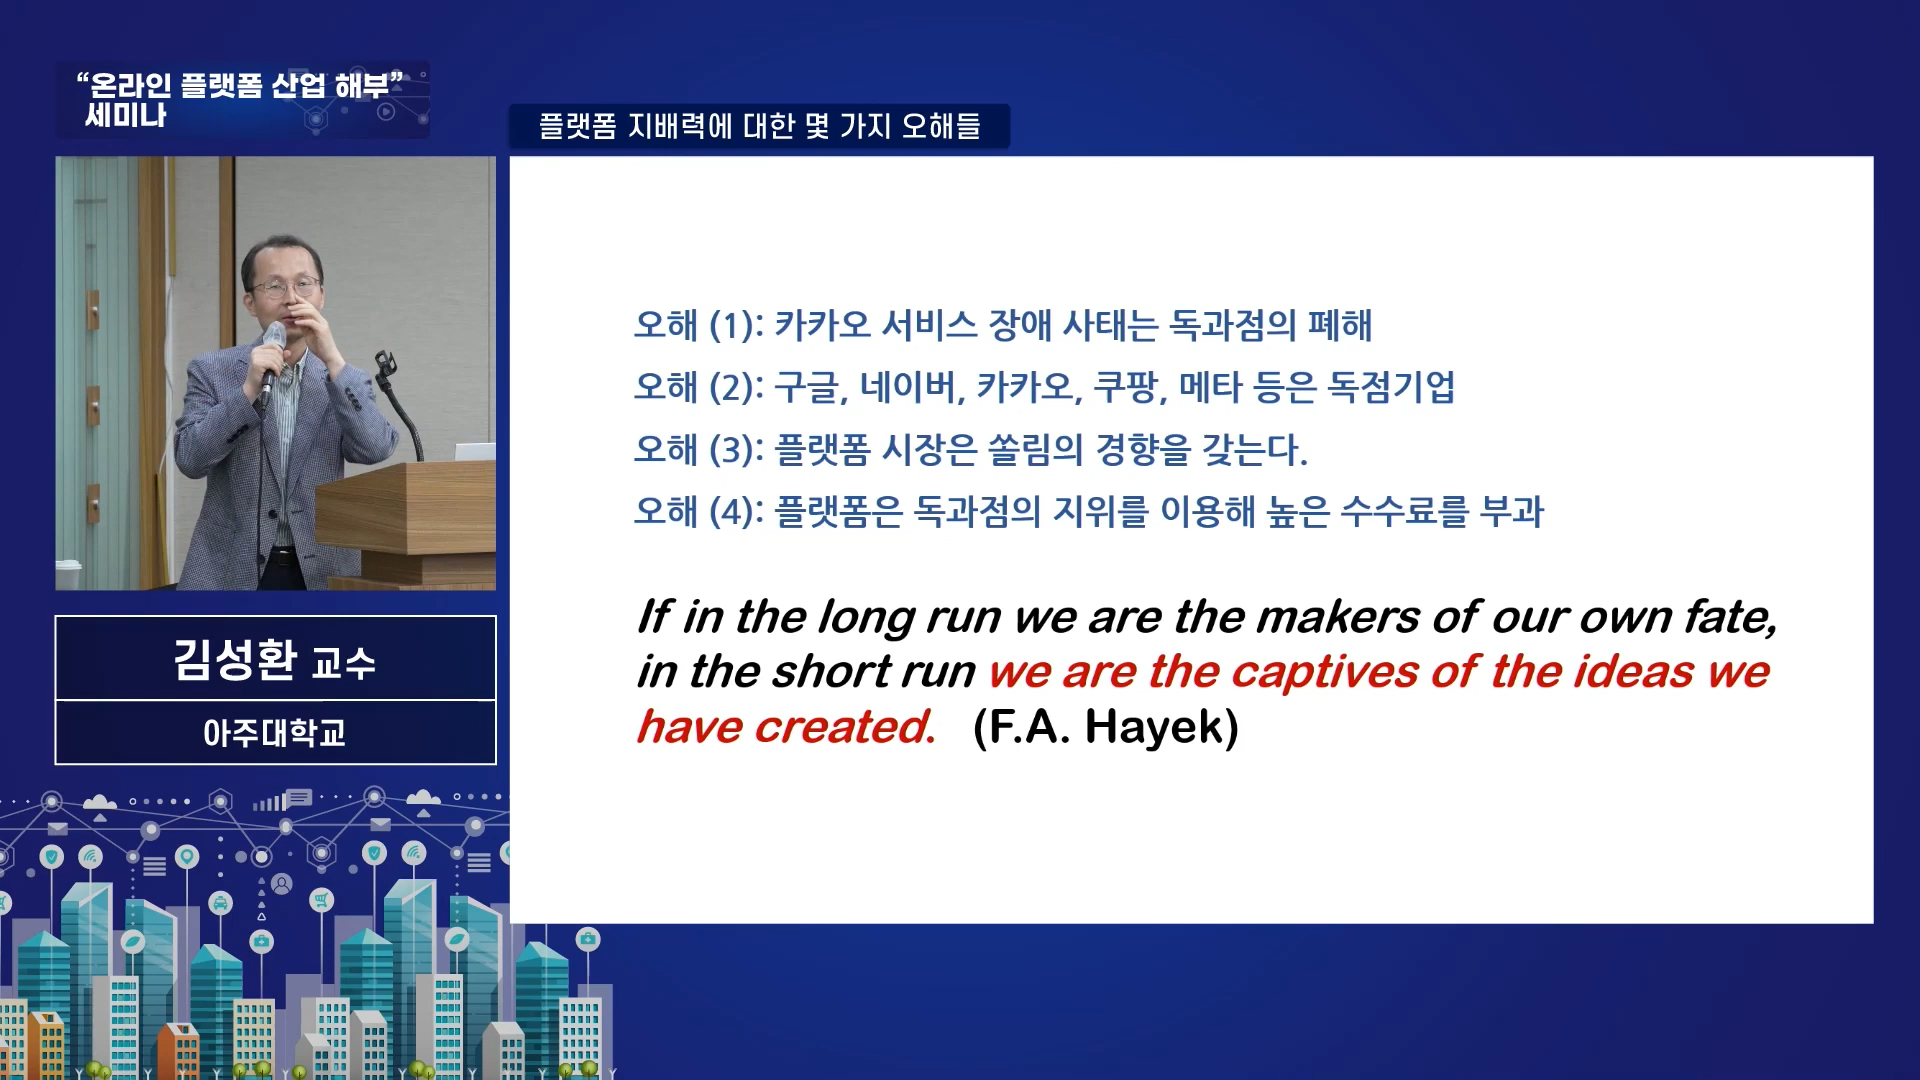 “온라인 플랫폼 산업 해부”
세미나
플랫폼 지배력에 대한 몇 가지 오해들
오해 (1): 카카오 서비스 장애 사태는 독과점의 폐해
오해 (2): 구글, 네이버, 카카오, 쿠팡, 메타 등은 독점기업
오해 (3): 플랫폼 시장은 쏠림의 경향을 갖는다.
오해 (4): 플랫폼은 독과점의 지위를 이용해 높은 수수료를 부과
If in the long run we are the makers of our own fate,
in the short run we are the captives of the ideas we
have created. (F.A. Hayek)
김성환 교수
아주대학교